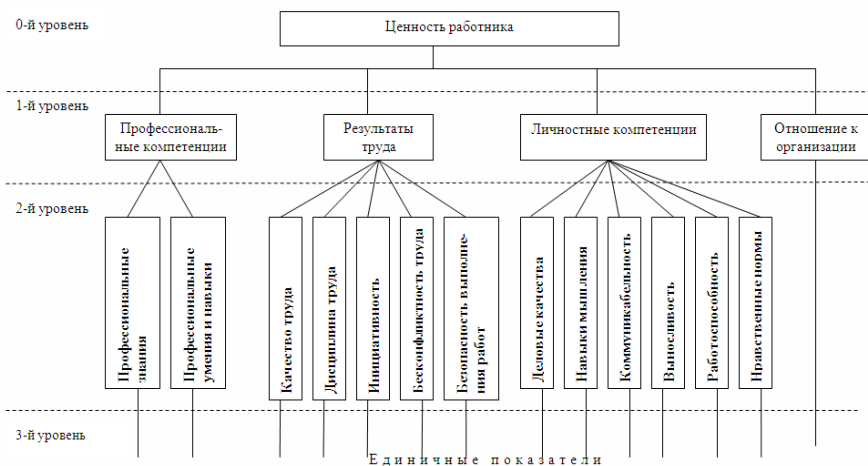 0-й уровень
Ценность работника
1-й уровень
Профессиональ-
ные компетенции
Результаты
труда
Личностные компетенции
Отношение к
организации
2-й уровень
Профессиональные
знания
Профессиональные
умения и навыки
Качество труда
Дисциплина труда
Инициативность
Бесконфликтность труда
Безопасность выполне-
ния работ
Деловые качества
Навыки мышления
Коммуникабельность
Выносливость
Работоспособность
Нравственные нормы
3-й уровень
Единичные показатели